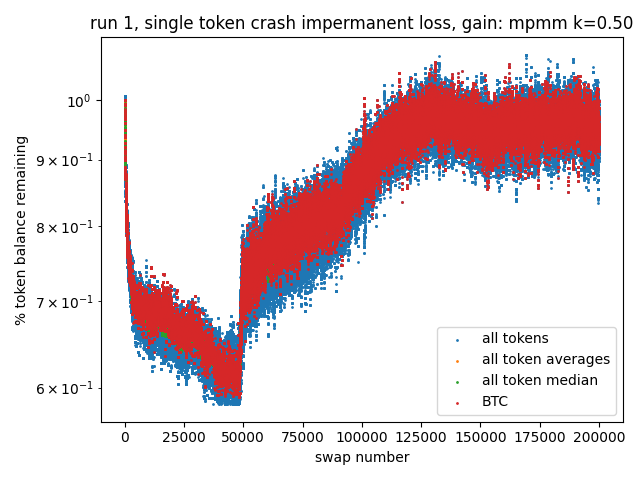 run 1, single token crash impermanent loss, gain: mpmm k=0.50
% token balance remaining
10⁰
9 × 10⁻¹
8 × 10⁻¹
7 × 10⁻¹
6 × 10⁻¹
all tokens
all token averages
all token median
BTC
0 25000 50000 75000 100000 125000 150000 175000 200000
swap number